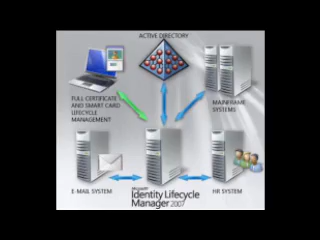 ACTIVE DIRECTORY
FULL CERTIFICATE
AND SMART CARD
LIFECYCLE
MANAGEMENT
MAINFRAME
SYSTEMS
E-MAIL SYSTEM
Microsoft
Identity Lifecycle
Manager 2007
HR SYSTEM